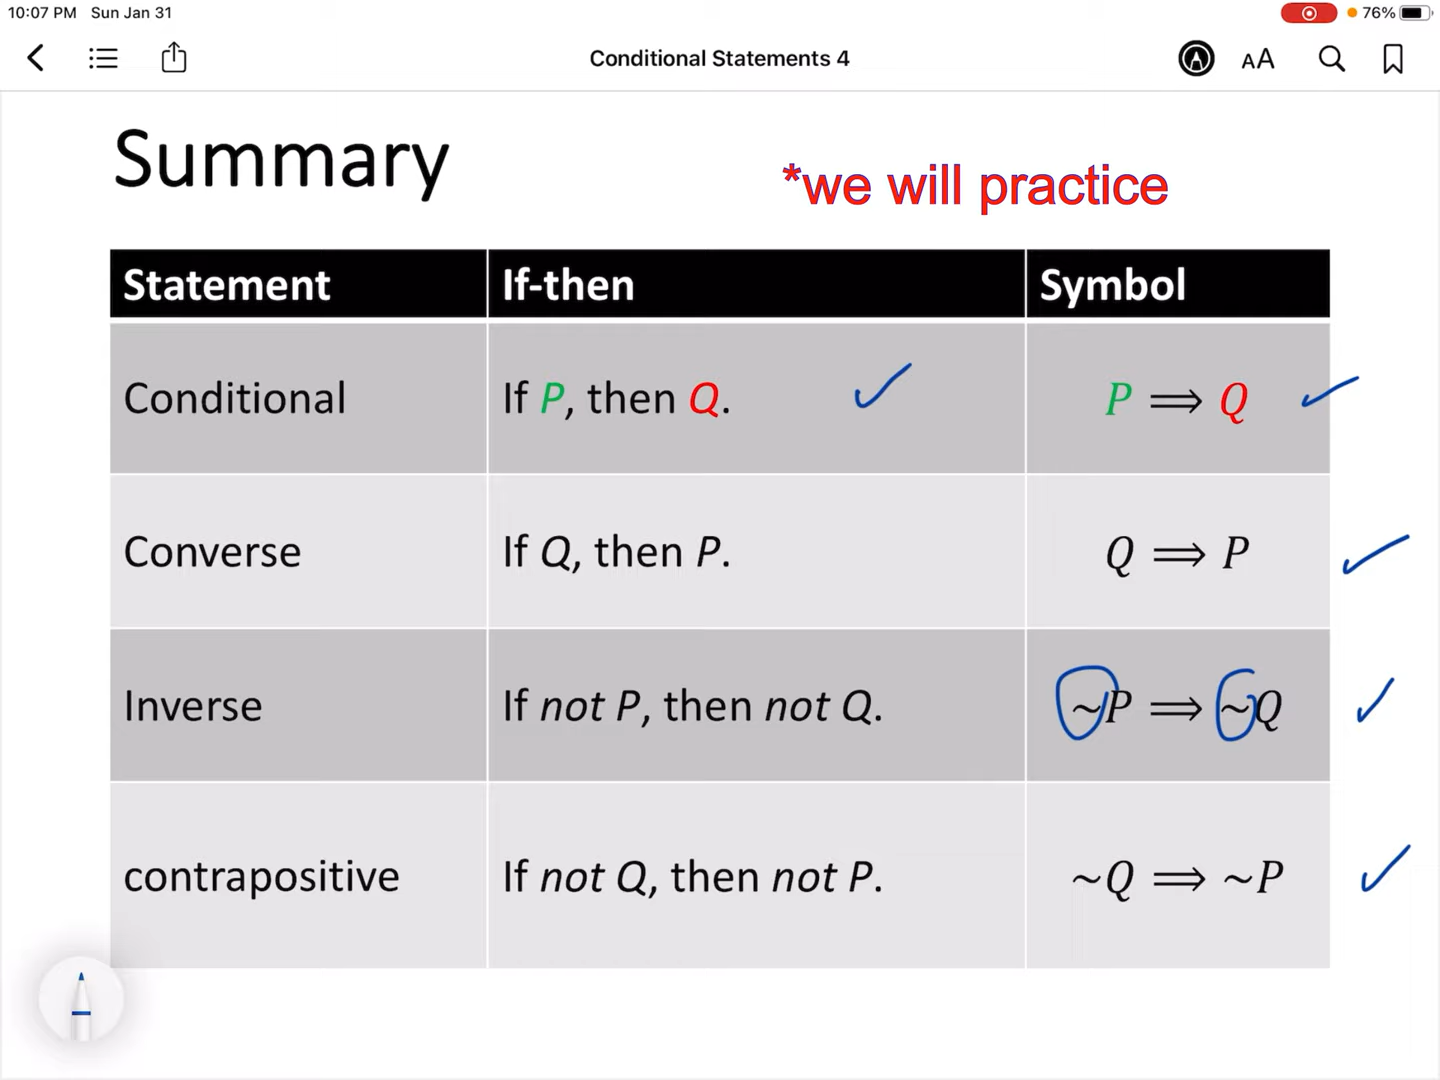 10:07 PM Sun Jan 31
76%
Conditional Statements 4
AA
Summary
*we will practice
Statement If-then Symbol
Conditional If P, then Q. P ⟹ Q
Converse If Q, then P. Q ⟹ P
Inverse If not P, then not Q. ~P ⟹ ~Q
contrapositive If not Q, then not P. ~Q ⟹ ~P